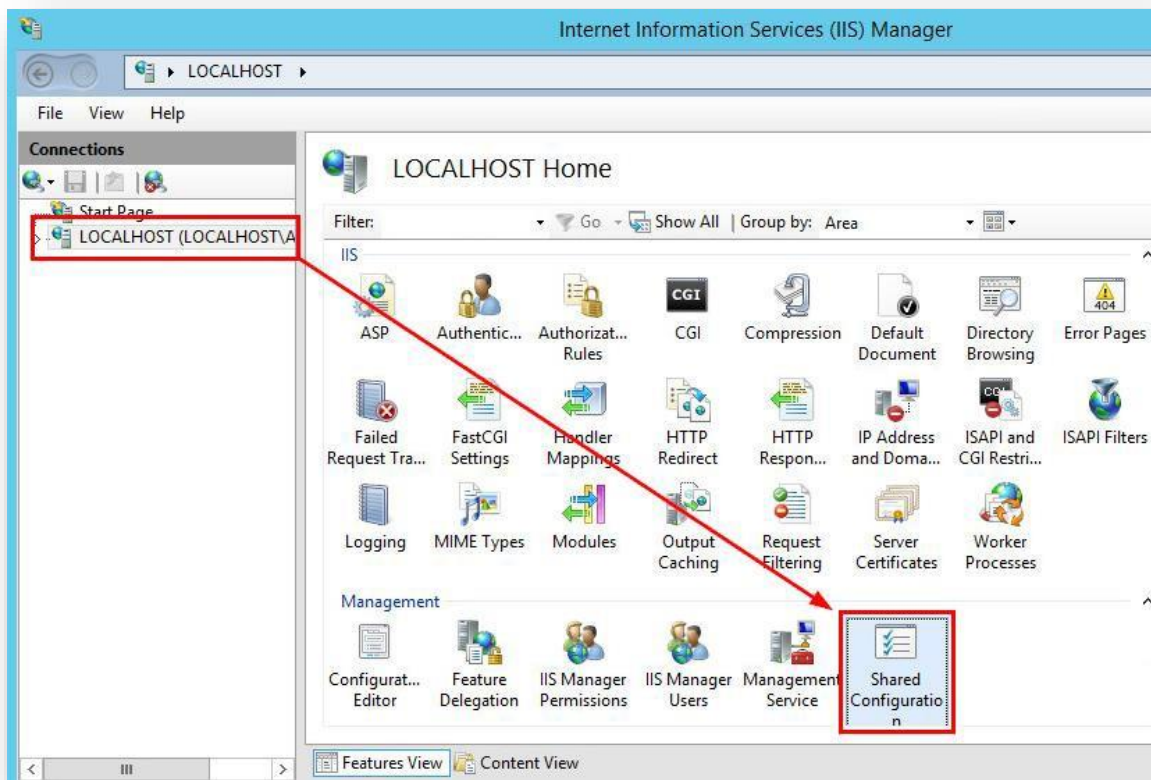 Internet Information Services (IIS) Manager
LOCALHOST
File View Help
Connections
Start Page
LOCALHOST (LOCALHOST\A
LOCALHOST Home
Filter: Go Show All Group by: Area
IIS
ASP Authentic... Authorizat... CGI Compression Default Directory Error Pages
Rules Document Browsing
CGI
404
CGI
Failed FastCGI Handler HTTP HTTP IP Address ISAPI and ISAPI Filters
Request Tra... Settings Mappings Redirect Respon... and Doma... CGI Restri...
Logging MIME Types Modules Output Request Server Worker
Caching Filtering Certificates Processes
Management
Configurat... Feature IIS Manager IIS Manager Management Shared
Editor Delegation Permissions Users Service Configuratio
n
Features View Content View